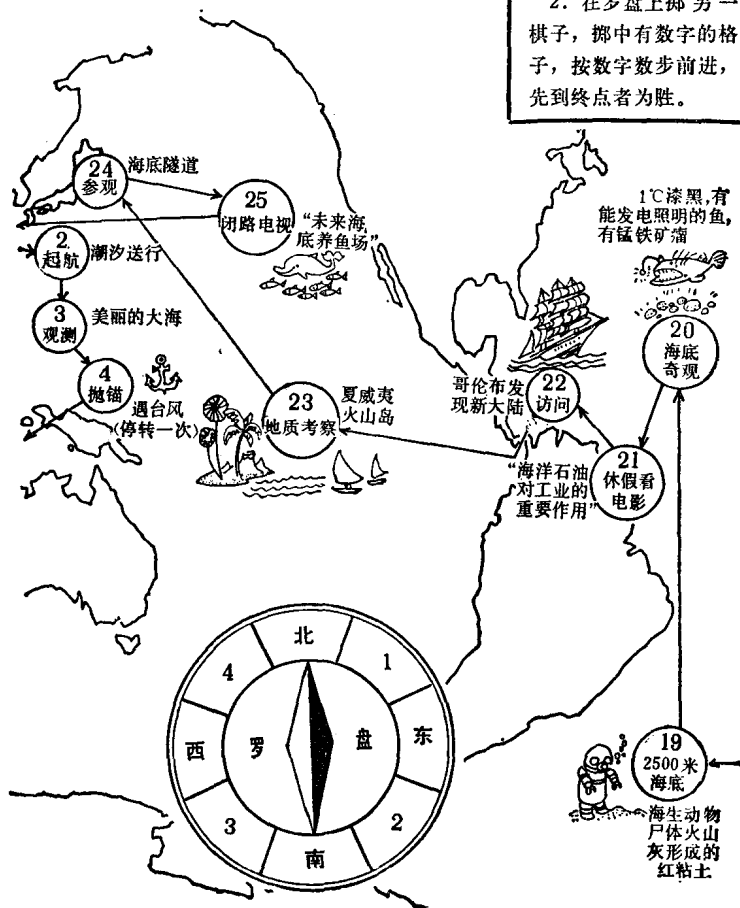 2．在罗盘上掷另一
棋子，掷中有数字的格
子，按数字数步前进，
先到终点者为胜。
24
参观
海底隧道
25
闭路电视
“未来海
底养鱼场”
2
起航
潮汐送行
3
观测
美丽的大海
4
抛锚
遇台风
(停转一次)
23
地质考察
夏威夷
火山岛
哥伦布发
现新大陆
22
访问
1℃漆黑,有
能发电照明的鱼,
有锰铁矿瘤
20
海底
奇观
21
休假看
电影
“海洋石油
对工业的
重要作用”
19
2500米
海底
海生动物
尸体火山
灰形成的
红粘土
北
4
1
西
罗
盘
东
3
2
南